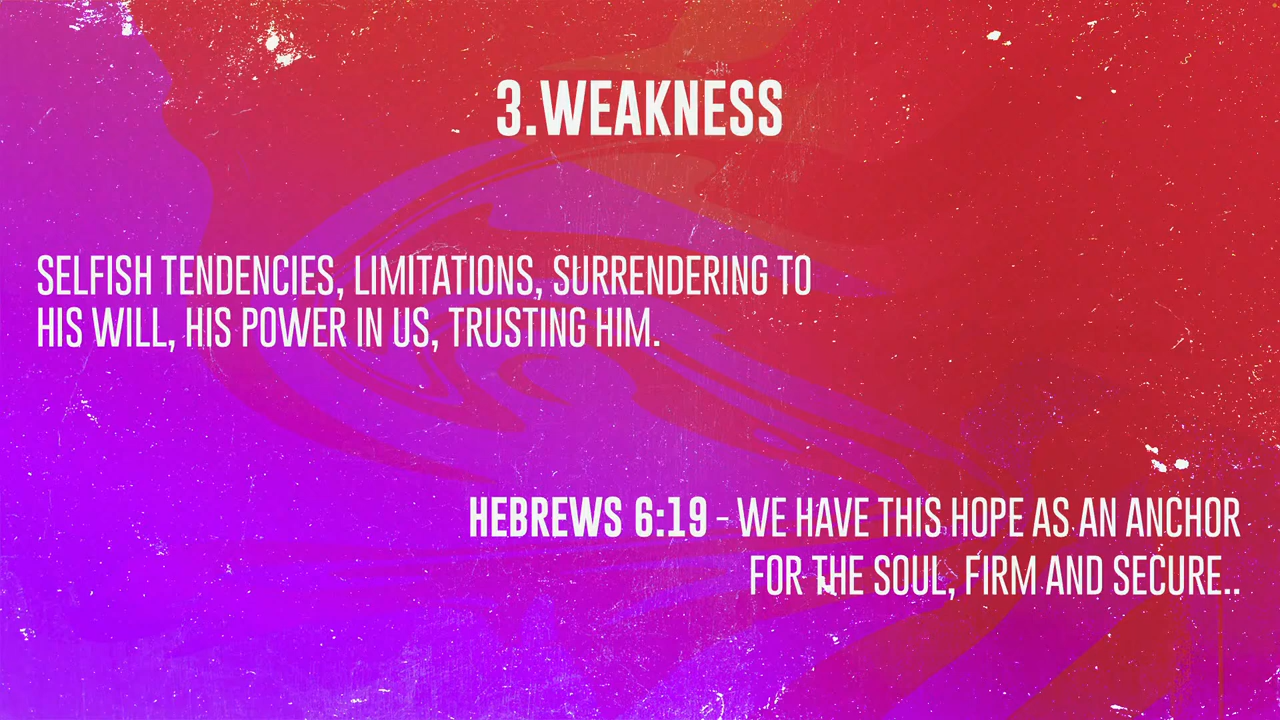 3.WEAKNESS
SELFISH TENDENCIES, LIMITATIONS, SURRENDERING TO
HIS WILL, HIS POWER IN US, TRUSTING HIM.
HEBREWS 6:19 - WE HAVE THIS HOPE AS AN ANCHOR
FOR THE SOUL, FIRM AND SECURE..